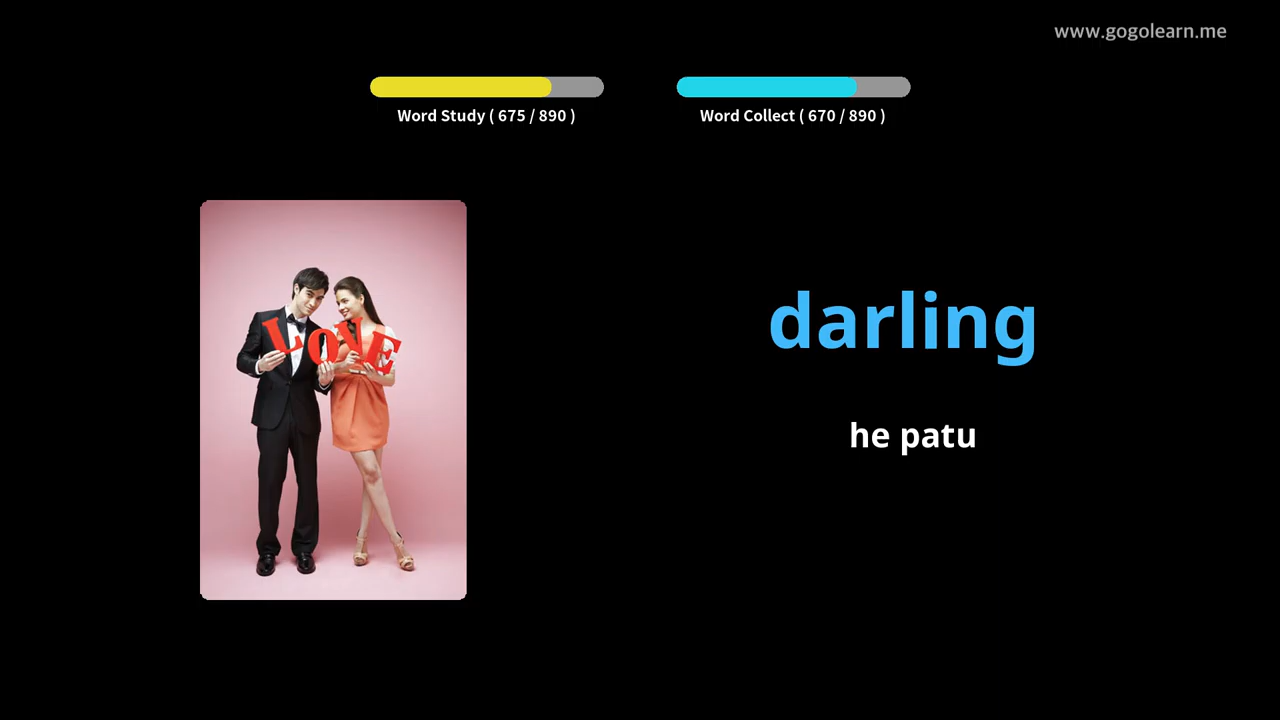 www.gogolearn.me
Word Study ( 675 / 890 )
Word Collect ( 670 / 890 )
LOVE
darling
he patu